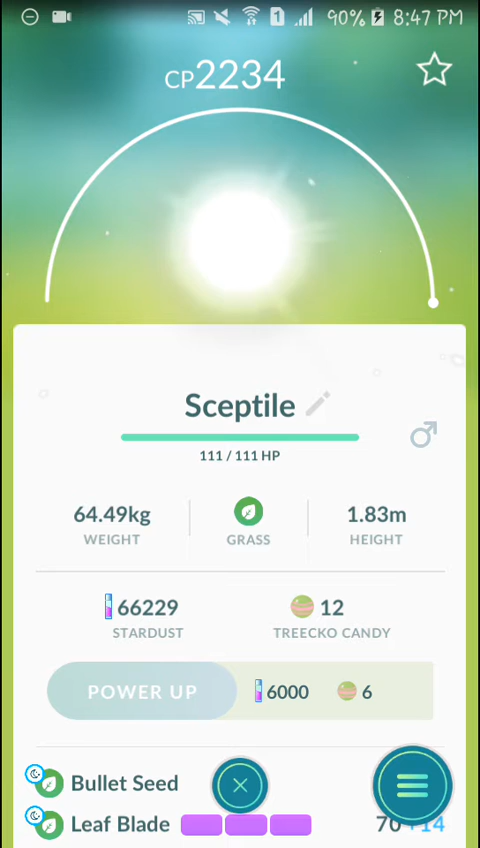 1 90% 8:47 PM
CP2234
Sceptile
111 / 111 HP
64.49kg 1.83m
WEIGHT GRASS HEIGHT
66229 12
STARDUST TREECKO CANDY
POWER UP 6000 6
Bullet Seed
Leaf Blade 70 +14